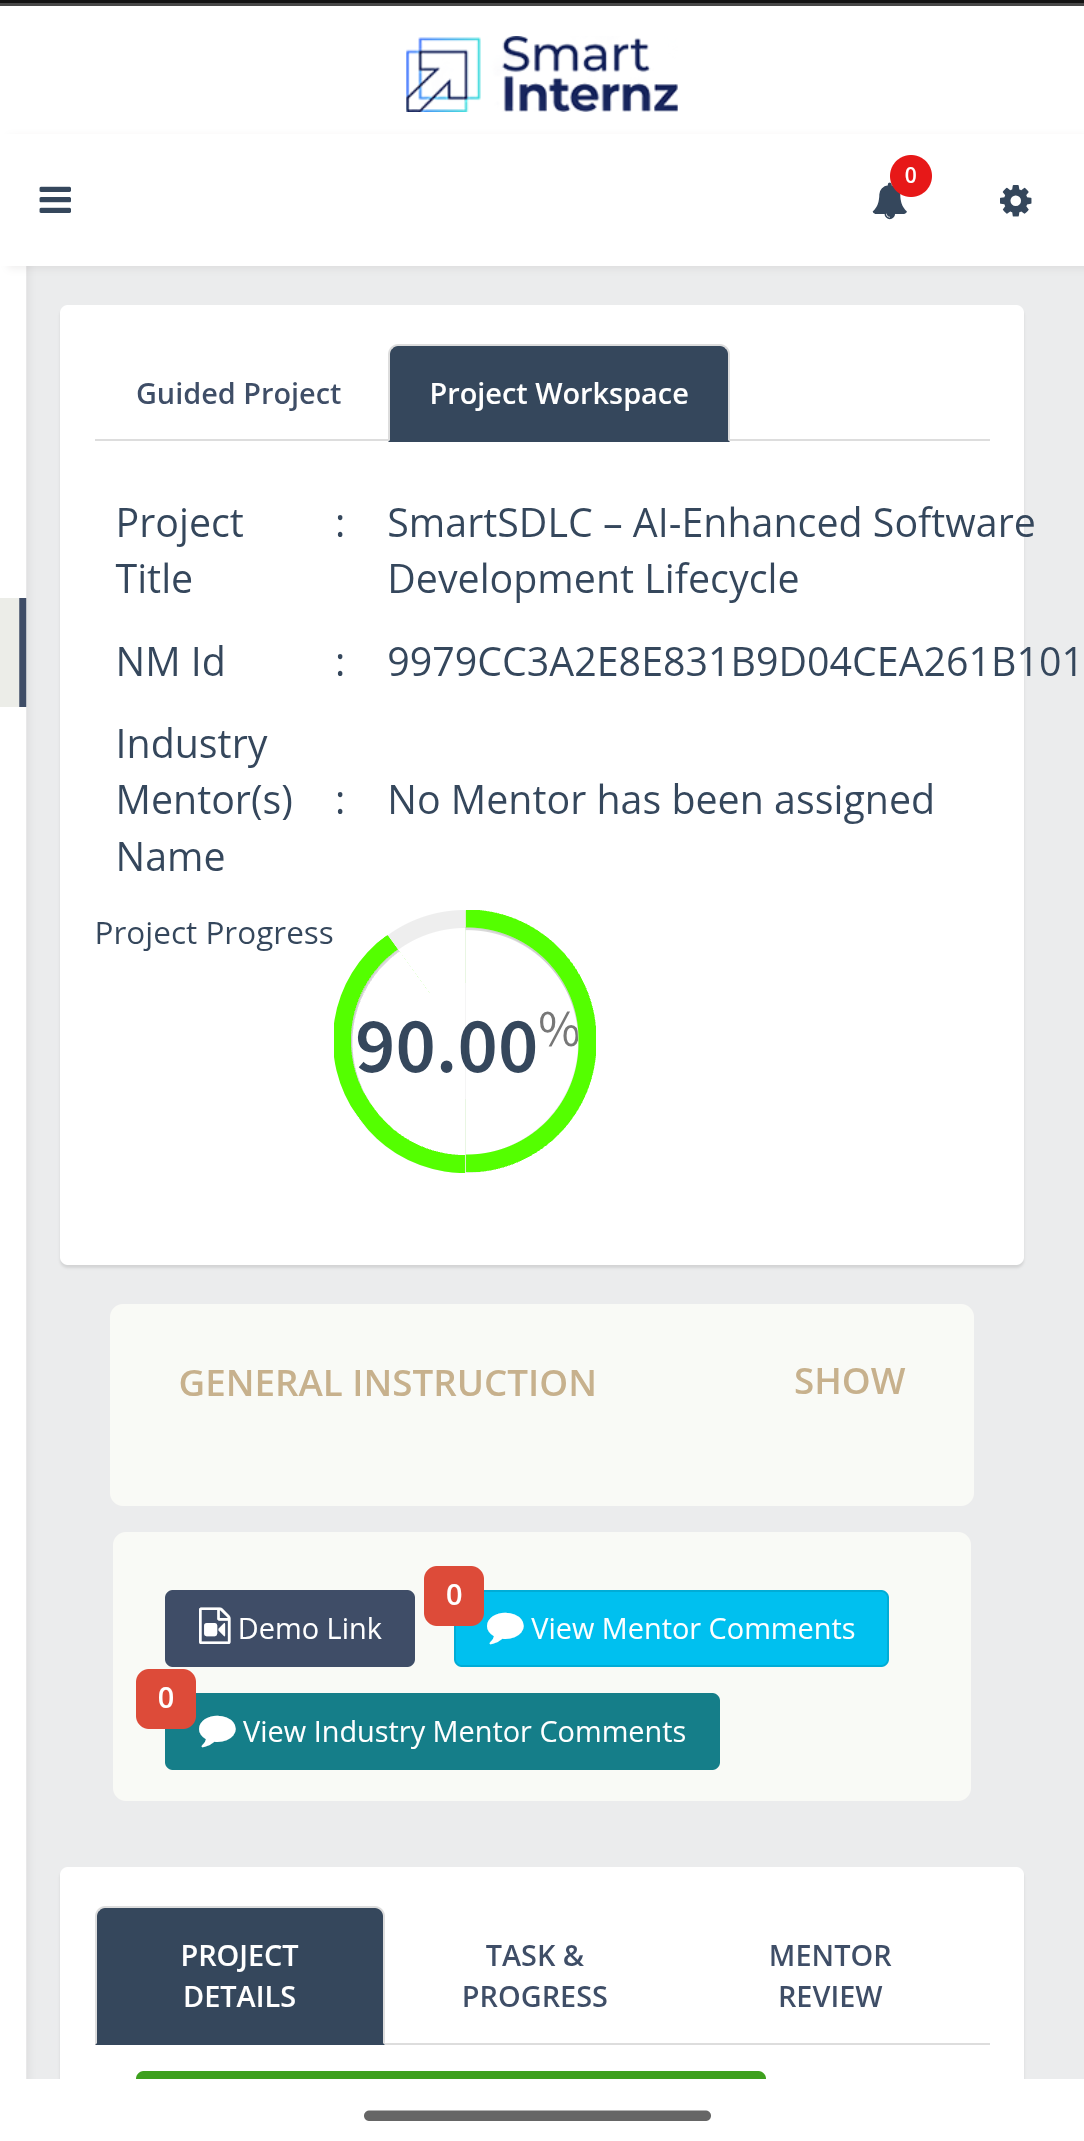 Smart
Internz
0
Guided Project
Project Workspace
Project Title : SmartSDLC – AI-Enhanced Software
Development Lifecycle
NM Id : 9979CC3A2E8E831B9D04CEA261B101
Industry
Mentor(s) : No Mentor has been assigned
Name
Project Progress
90.00%
GENERAL INSTRUCTION
SHOW
Demo Link
0
View Mentor Comments
0
View Industry Mentor Comments
PROJECT
DETAILS
TASK &
PROGRESS
MENTOR
REVIEW